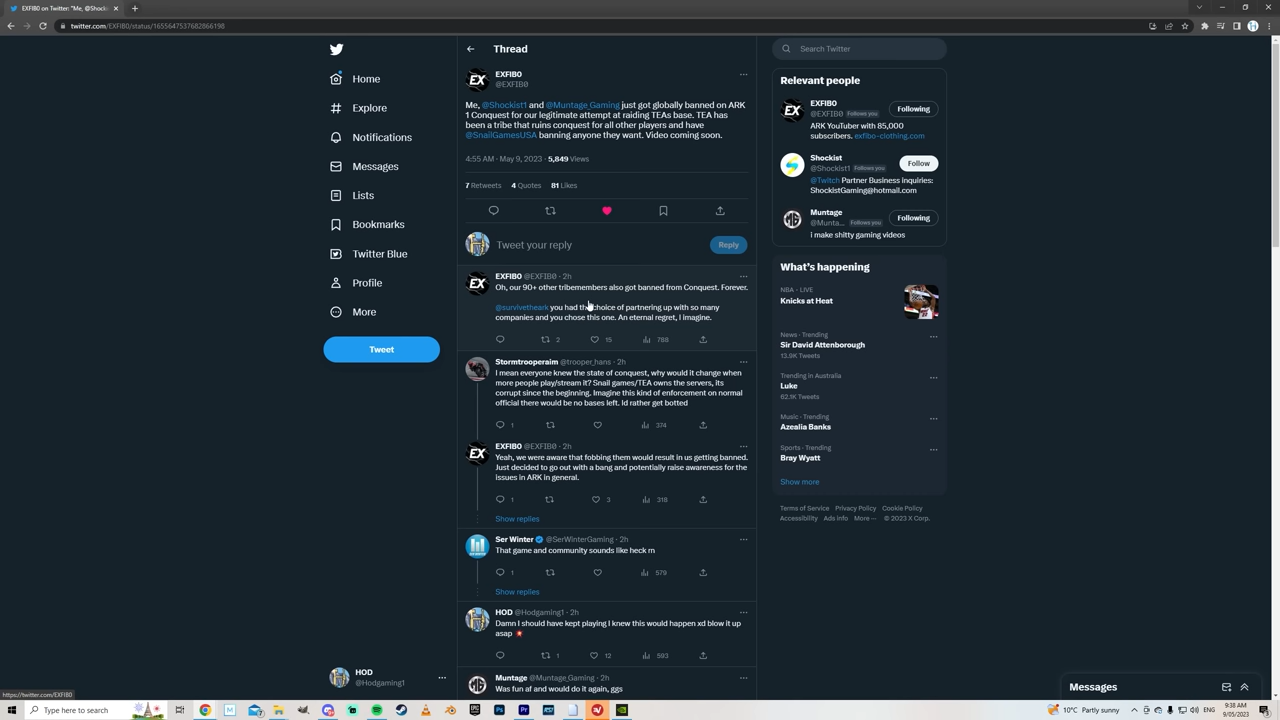 EXFIB0 on Twitter: "Me, @Shocki
twitter.com/EXFIB0/status/1655647537682866198
Home
Explore
Notifications
Messages
Lists
Bookmarks
Twitter Blue
Profile
More
Tweet
HOD
@Hodgaming1
Thread
EXFIB0
@EXFIB0
Me, @Shockist1 and @Muntage_Gaming just got globally banned on ARK
1 Conquest for our legitimate attempt at raiding TEAs base. TEA has
been a tribe that ruins conquest for all other players and have
@SnailGamesUSA banning anyone they want. Video coming soon.
4:55 AM · May 9, 2023 · 5,849 Views
7 Retweets 4 Quotes 81 Likes
Tweet your reply
Reply
EXFIB0 @EXFIB0 · 2h
Oh, our 90+ other tribemembers also got banned from Conquest. Forever.
@survivetheark you had the choice of partnering up with so many
companies and you chose this one. An eternal regret, I imagine.
2 15 788
Stormtrooperaim @trooper_hans · 2h
I mean everyone knew the state of conquest, why would it change when
more people play/stream it? Snail games/TEA owns the servers, its
corrupt since the beginning. Imagine this kind of enforcement on normal
official there would be no bases left. Id rather get botted
1 374
EXFIB0 @EXFIB0 · 2h
Yeah, we were aware that fobbing them would result in us getting banned.
Just decided to go out with a bang and potentially raise awareness for the
issues in ARK in general.
1 3 318
Show replies
Ser Winter @SerWinterGaming · 2h
That game and community sounds like heck rn
1 579
Show replies
HOD @Hodgaming1 · 2h
Damn I should have kept playing I knew this would happen xd blow it up
asap
1 12 593
Muntage @Muntage_Gaming · 2h
Was fun af and would do it again, ggs
Search Twitter
Relevant people
EXFIB0
@EXFIB0 Follows you
Following
ARK YouTuber with 85,000
subscribers. exfibo-clothing.com
Shockist
@Shockist1 Follows you
Follow
@Twitch Partner Business inquiries:
ShockistGaming@hotmail.com
Muntage
@Munta... Follows you
Following
i make shitty gaming videos
What's happening
NBA · LIVE
Knicks at Heat
News · Trending
Sir David Attenborough
13.9K Tweets
Trending in Australia
Luke
62.1K Tweets
Music · Trending
Azealia Banks
Sports · Trending
Bray Wyatt
Show more
Terms of Service Privacy Policy Cookie Policy
Accessibility Ads info More ··· © 2023 X Corp.
Messages
https://twitter.com/EXFIB0
Type here to search
10°C Partly sunny
9:38 AM
9/05/2023